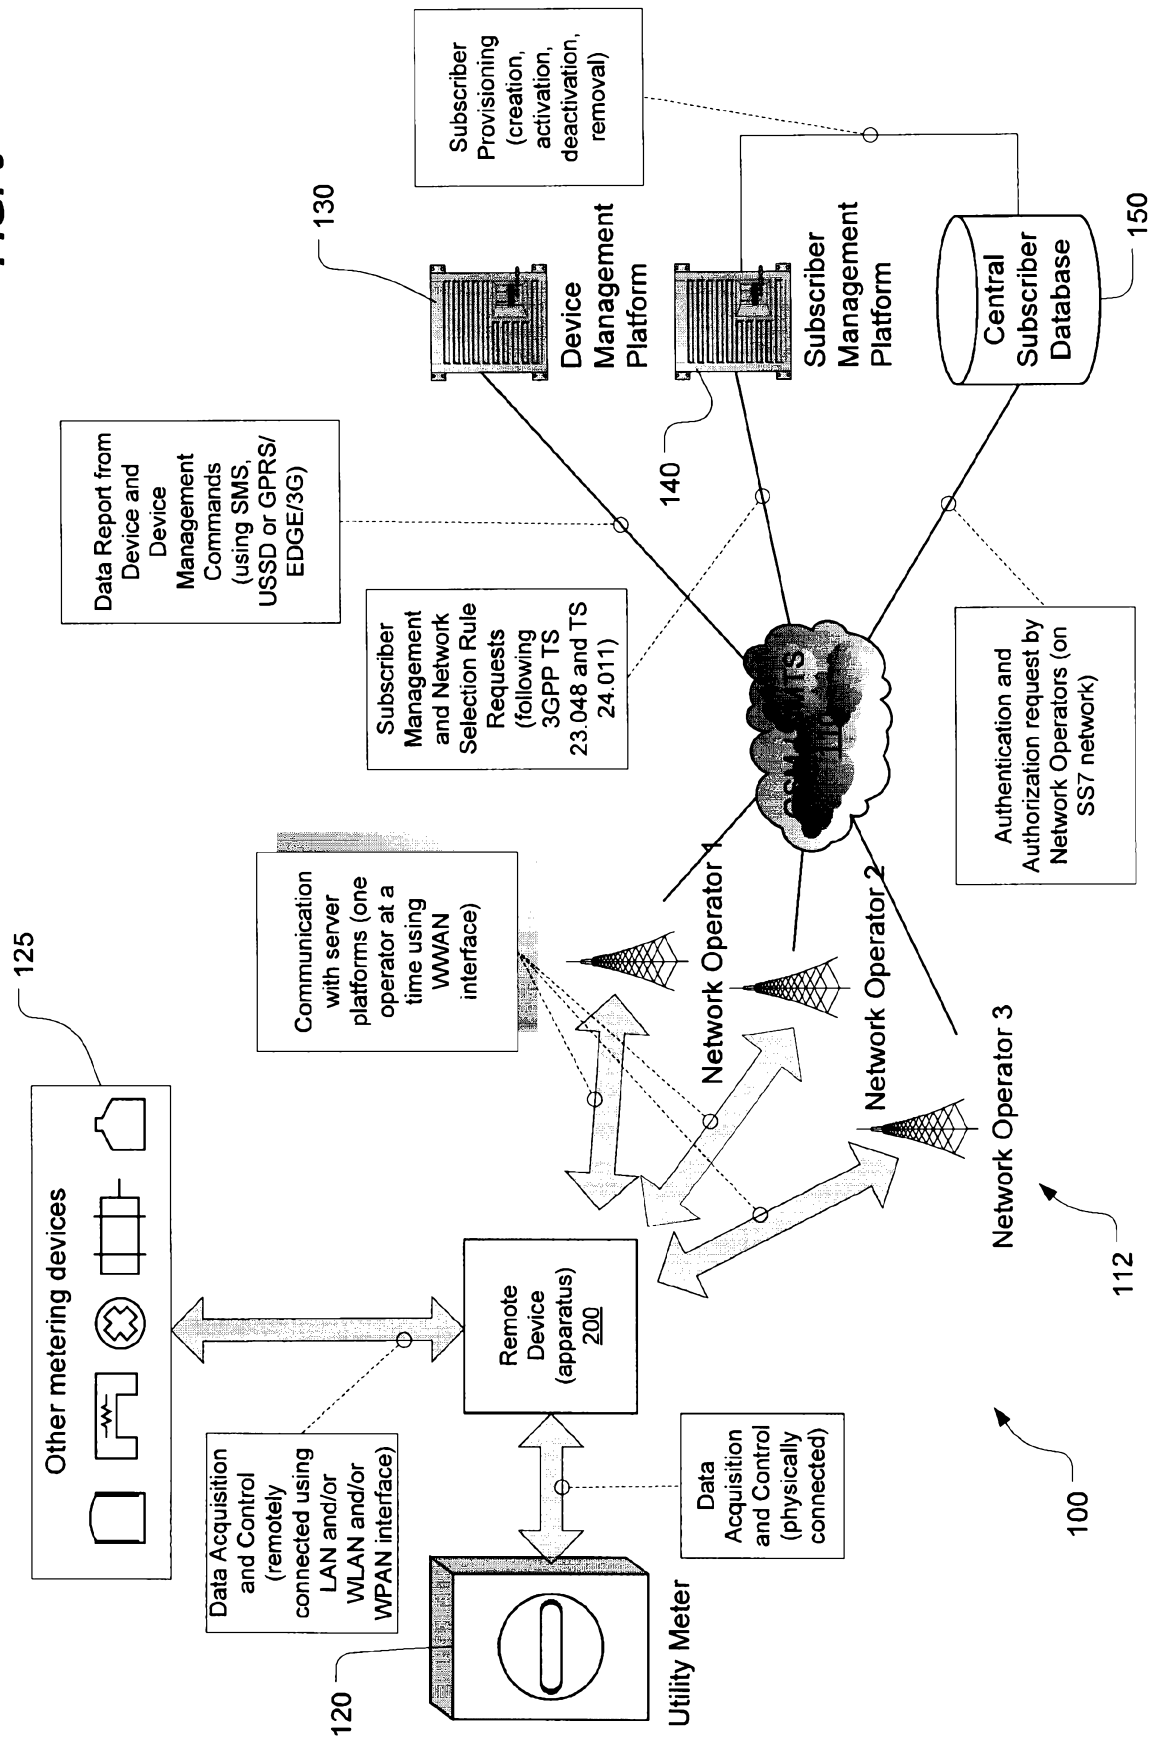 125
Other metering devices
Data Report from
Device and
Device
Management
Commands
(using SMS,
USSD or GPRS/
EDGE/3G)
130
Subscriber
Provisioning
(creation,
activation,
deactivation,
removal)
Data Acquisition
and Control
(remotely
connected using
LAN and/or
WLAN and/or
WPAN interface)
Communication
with server
platforms (one
operator at a
time using
WWAN
interface)
Subscriber
Management
and Network
Selection Rule
Requests
(following
3GPP TS
23.048 and TS
24.011)
Device
Management
Platform
120
Utility Meter
Remote
Device
(apparatus)
200
Data
Acquisition
and Control
(physically
connected)
Network Operator 1
Network Operator 2
Network Operator 3
140
Subscriber
Management
Platform
Central
Subscriber
Database
150
Authentication and
Authorization request by
Network Operators (on
SS7 network)
112
100